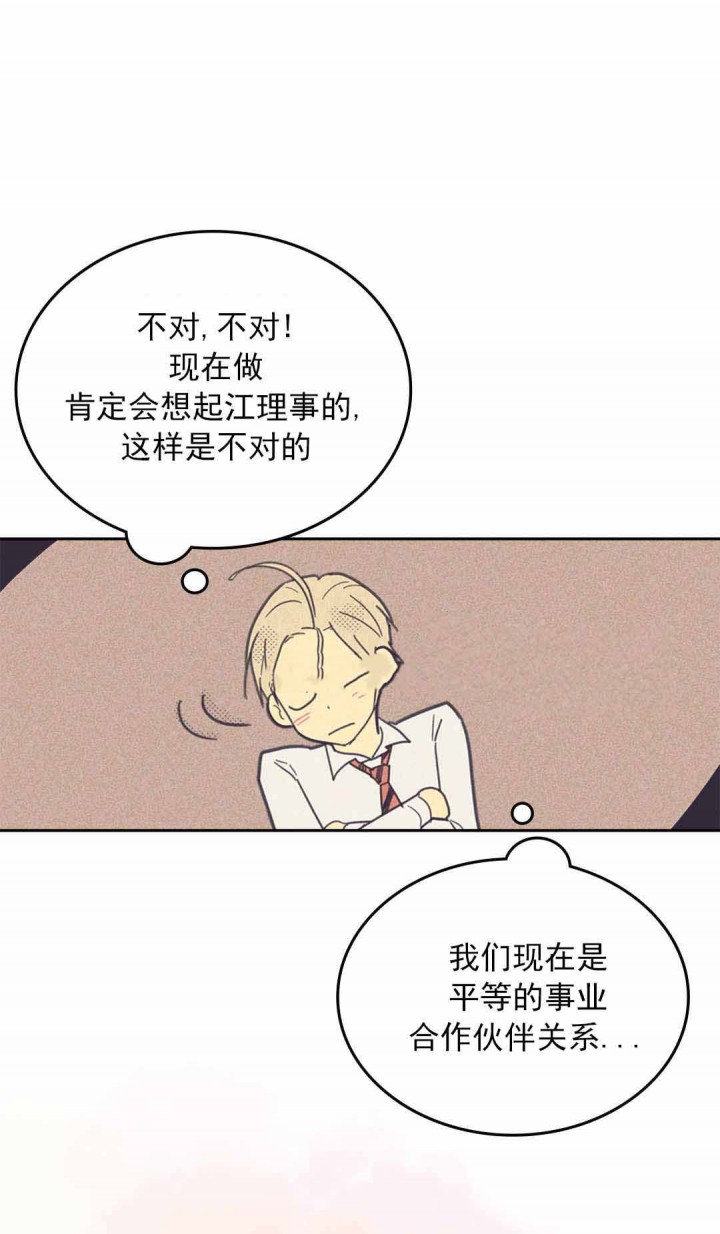 不对,不对!
现在做
肯定会想起江理事的,
这样是不对的
我们现在是
平等的事业
合作伙伴关系...